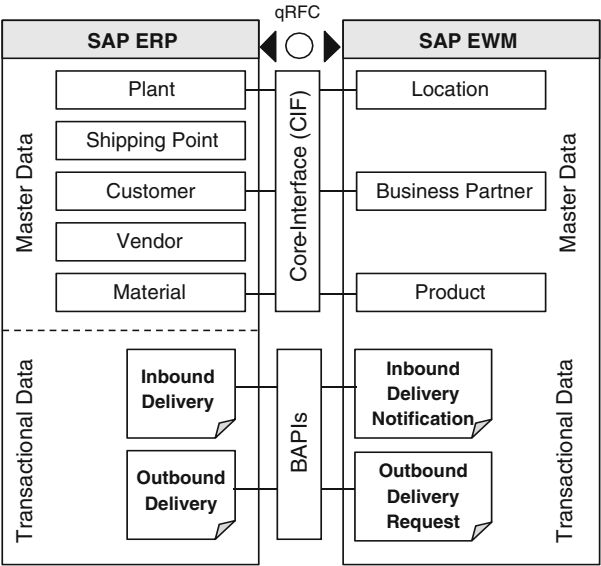 qRFC
SAP ERP
SAP EWM
Master Data
Plant
Shipping Point
Customer
Vendor
Material
Core-Interface (CIF)
Location
Business Partner
Product
Master Data
Transactional Data
Inbound
Delivery
Outbound
Delivery
BAPIs
Inbound
Delivery
Notification
Outbound
Delivery
Request
Transactional Data